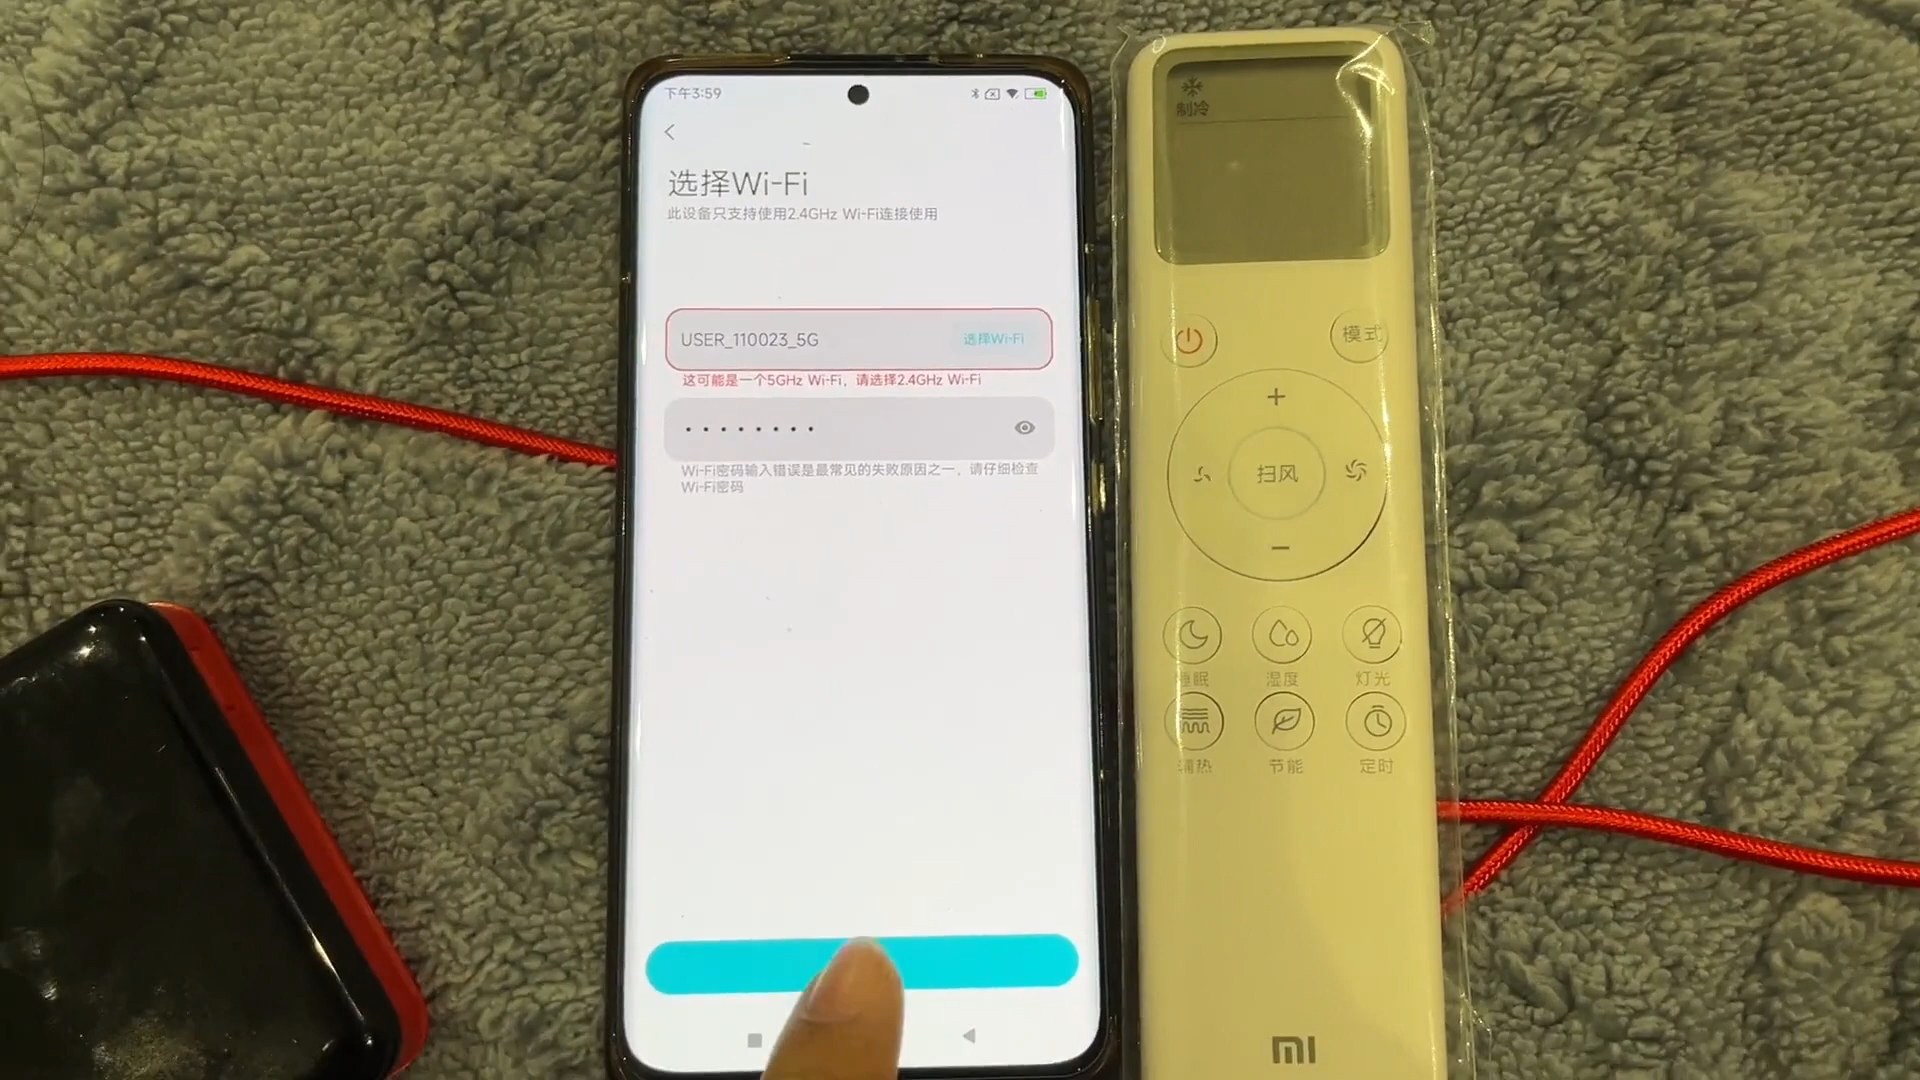 下午3:59
选择Wi-Fi
此设备只支持使用2.4GHz Wi-Fi连接使用
USER_110023_5G 选择Wi-Fi
这可能是一个5GHz Wi-Fi，请选择2.4GHz Wi-Fi
Wi-Fi密码输入错误是最常见的失败原因之一，请仔细检查
Wi-Fi密码
制冷
模式
+
扫风
−
睡眠 湿度 灯光
辅热 节能 定时
MI